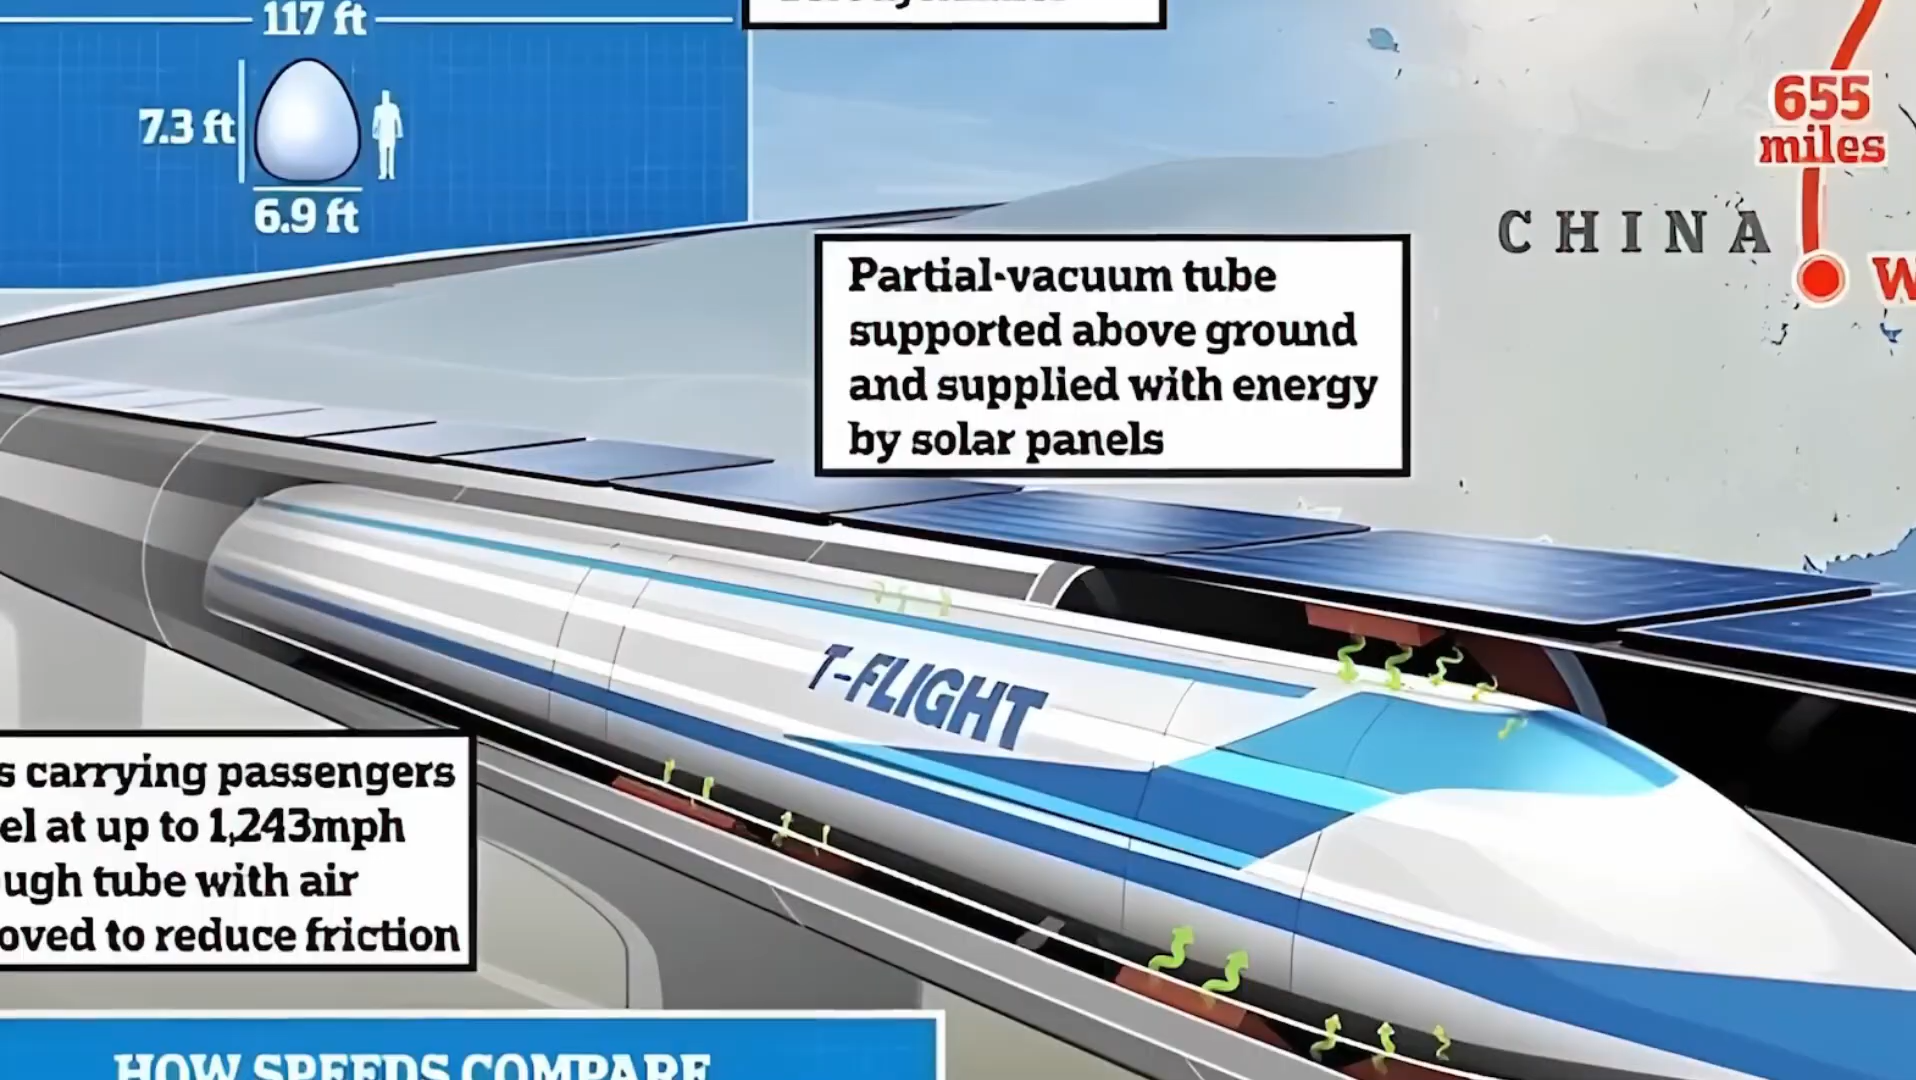 117 ft
7.3 ft
6.9 ft
655
miles
CHINA
W
Partial-vacuum tube
supported above ground
and supplied with energy
by solar panels
T-FLIGHT
s carrying passengers
el at up to 1,243mph
ugh tube with air
oved to reduce friction
HOW SPEEDS COMPARE